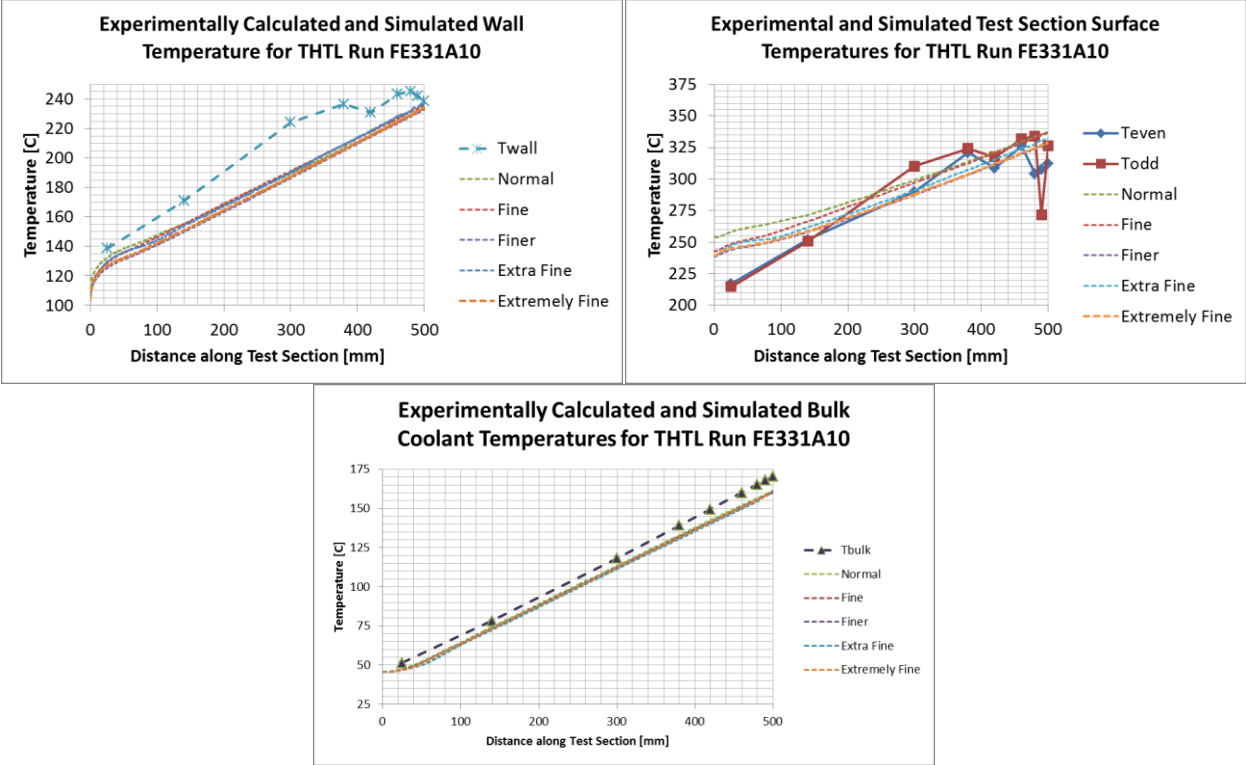 Experimentally Calculated and Simulated Wall
Temperature for THTL Run FE331A10
Temperature [C]
240
220
200
180
160
140
120
100
0
100
200
300
400
500
Distance along Test Section [mm]
Twall
Normal
Fine
Finer
Extra Fine
Extremely Fine
Experimental and Simulated Test Section Surface
Temperatures for THTL Run FE331A10
Temperature [C]
375
350
325
300
275
250
225
200
0
100
200
300
400
500
Distance along Test Section [mm]
Teven
Todd
Normal
Fine
Finer
Extra Fine
Extremely Fine
Experimentally Calculated and Simulated Bulk
Coolant Temperatures for THTL Run FE331A10
Temperature [C]
175
150
125
100
75
50
25
0
100
200
300
400
500
Distance along Test Section [mm]
Tbulk
Normal
Fine
Finer
Extra Fine
Extremely Fine